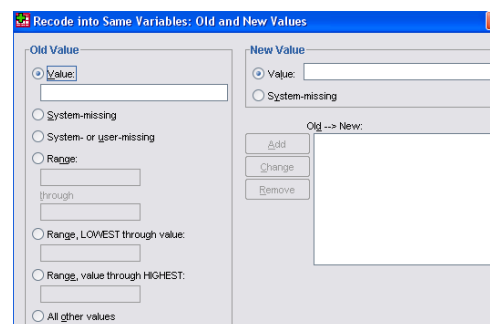 Recode into Same Variables: Old and New Values
Old Value
Value:
System-missing
System- or user-missing
Range:
through
Range, LOWEST through value:
Range, value through HIGHEST:
All other values
New Value
Value:
System-missing
Old --> New:
Add
Change
Remove